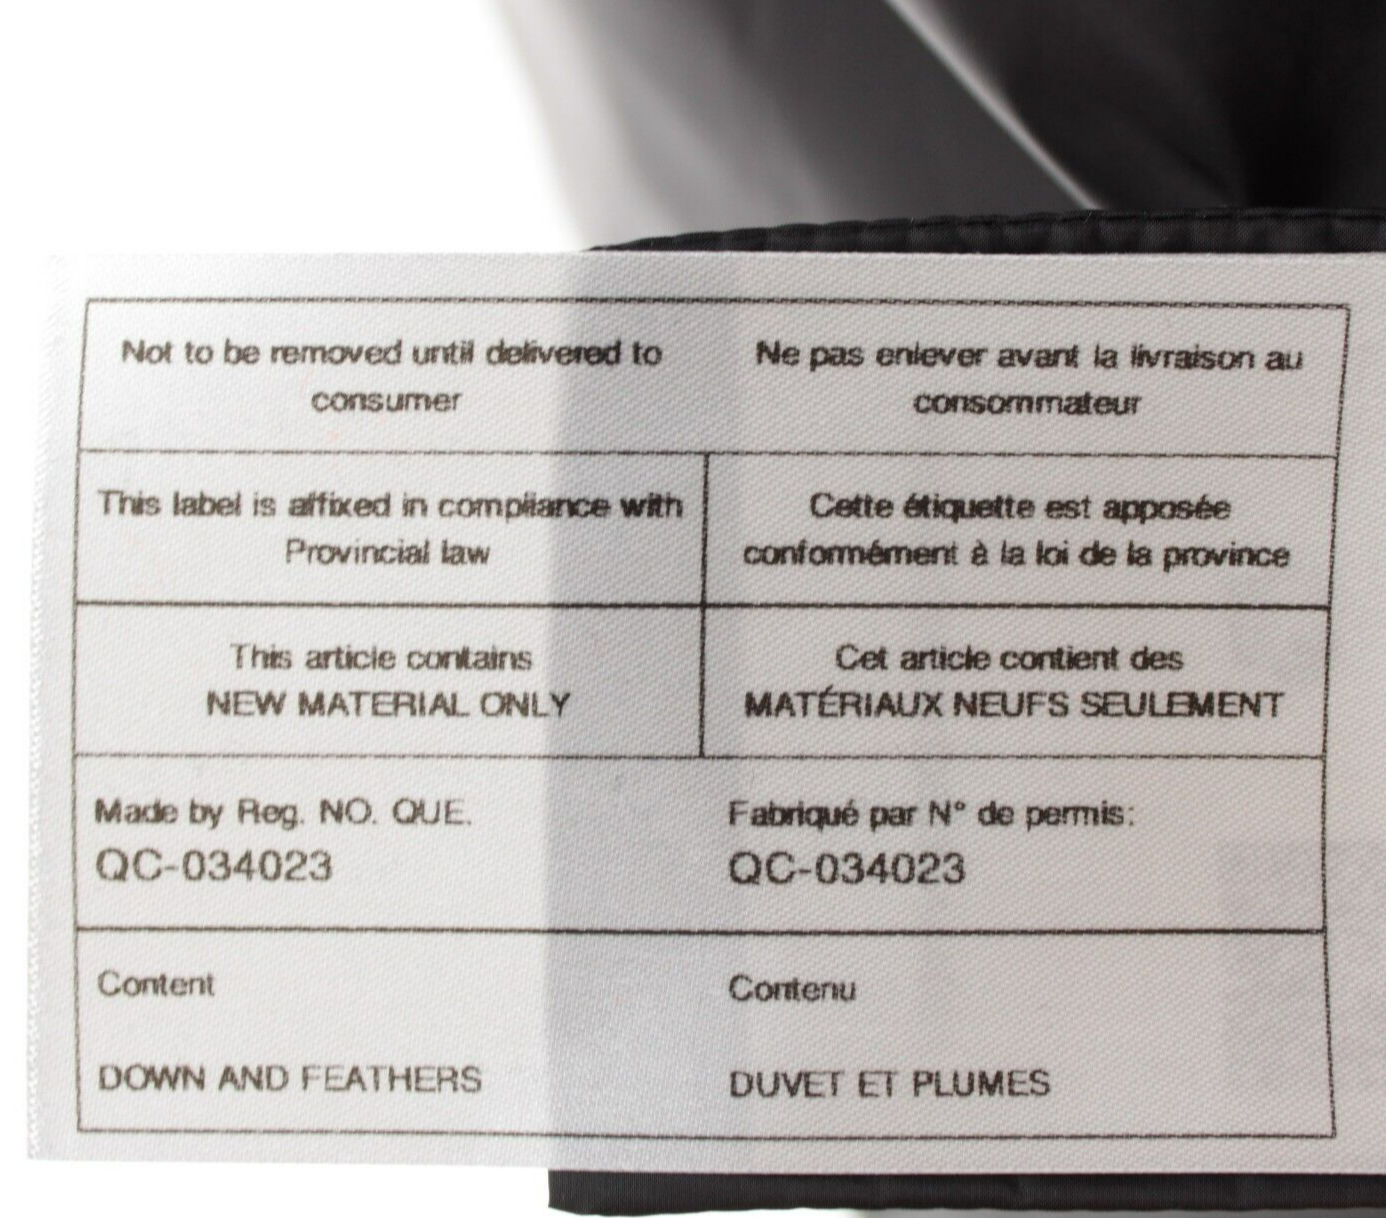 Not to be removed until delivered to
consumer
Ne pas enlever avant la livraison au
consommateur
This label is affixed in compliance with
Provincial law
Cette étiquette est apposée
conformément à la loi de la province
This article contains
NEW MATERIAL ONLY
Cet article contient des
MATÉRIAUX NEUFS SEULEMENT
Made by Reg. NO. QUE.
QC-034023
Fabriqué par N° de permis:
QC-034023
Content
DOWN AND FEATHERS
Contenu
DUVET ET PLUMES